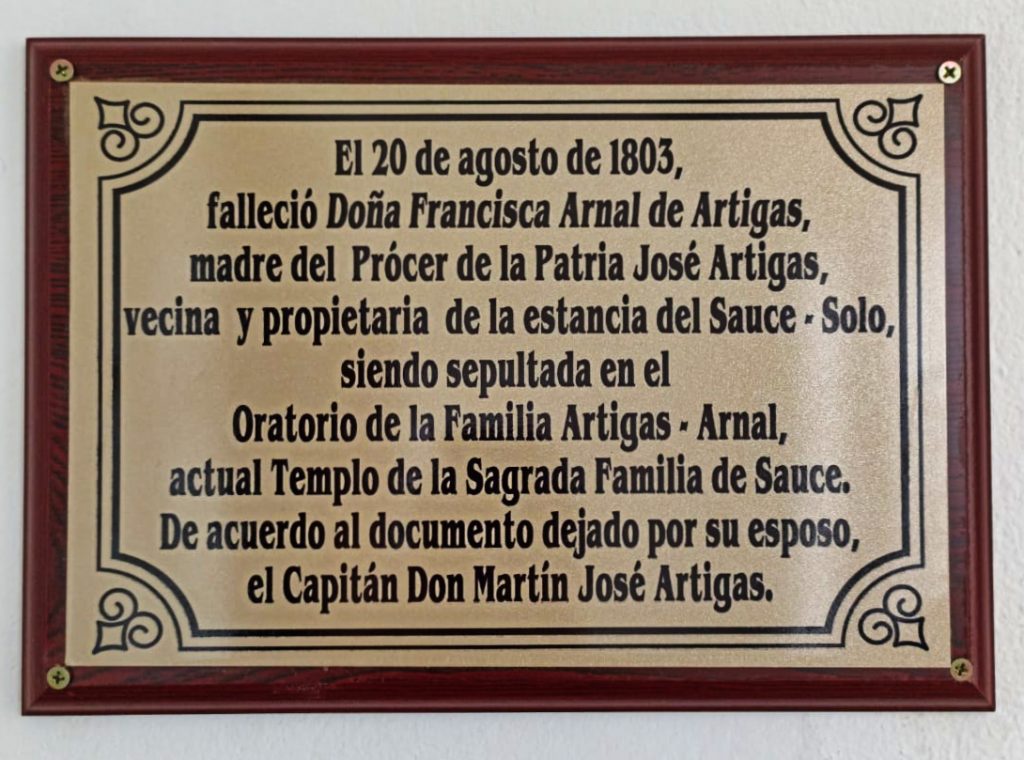 El 20 de agosto de 1803,
falleció Doña Francisca Arnal de Artigas,
madre del Prócer de la Patria José Artigas,
vecina y propietaria de la estancia del Sauce - Solo,
siendo sepultada en el
Oratorio de la Familia Artigas - Arnal,
actual Templo de la Sagrada Familia de Sauce.
De acuerdo al documento dejado por su esposo,
el Capitán Don Martín José Artigas.